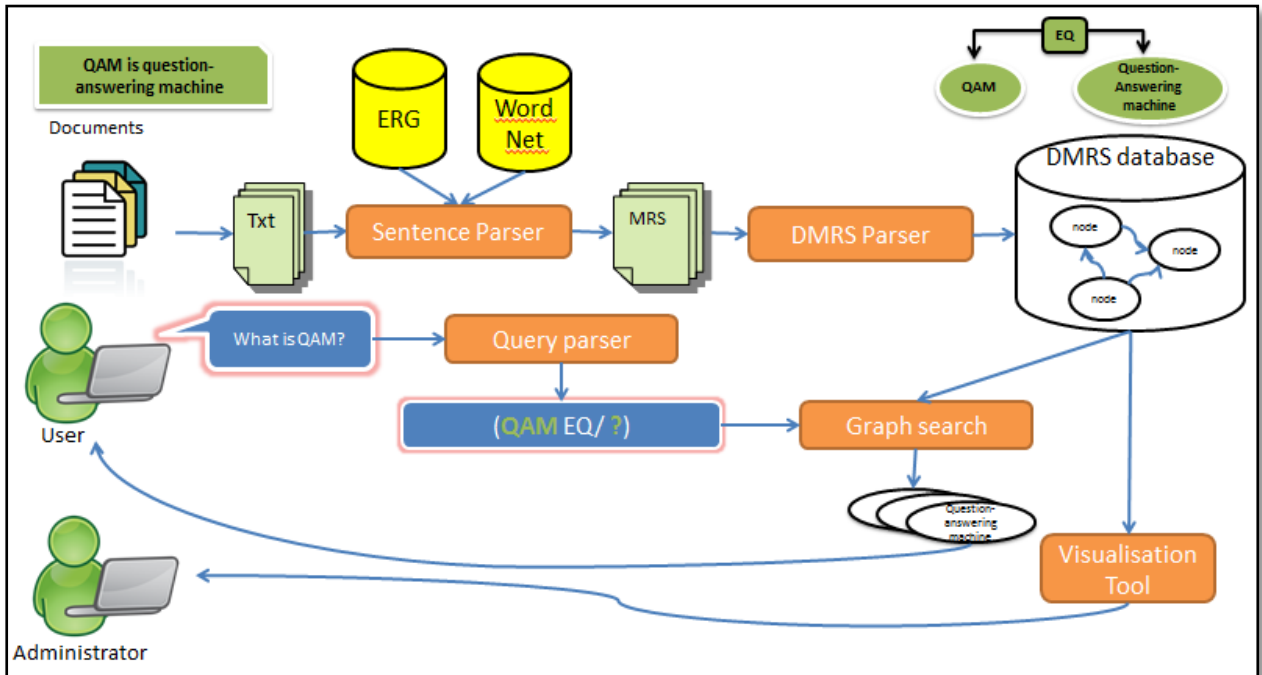 QAM is question-
answering machine
EQ
QAM
Question-
Answering
machine
Documents
ERG
Word
Net
DMRS database
Txt
Sentence Parser
MRS
DMRS Parser
node
node
node
What is QAM?
Query parser
(QAM EQ/ ?)
Graph search
User
Question-
answering
machine
Visualisation
Tool
Administrator